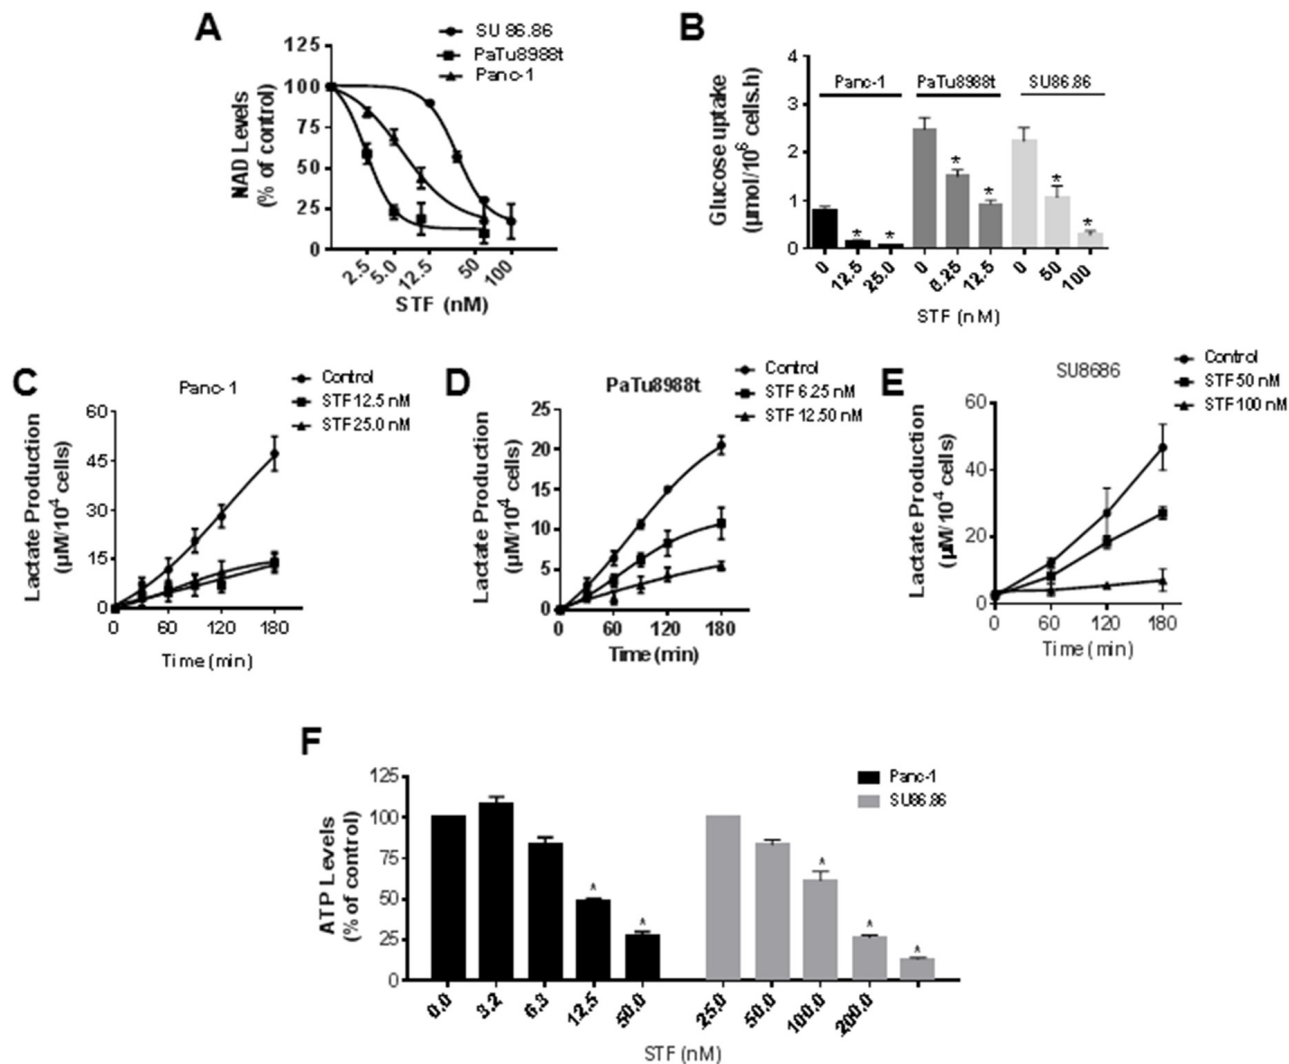 A
SU 86.86
PaTu8988t
Panc-1
NAD Levels
(% of control)
125
100
75
50
25
0
2.5
5.0
12.5
50
100
STF (nM)
B
Glucose uptake
(µmol/10⁶ cells.h)
4
3
2
1
0
Panc-1
PaTu8988t
SU86.86
* * * * * *
0
12.5
25.0
0
6.25
12.5
0
50
100
STF (nM)
C
Panc-1
Control
STF 12.5 nM
STF 25.0 nM
Lactate Production
(µM/10⁴ cells)
60
45
30
15
0
0 60 120 180
Time (min)
D
PaTu8988t
Control
STF 6.25 nM
STF 12.50 nM
Lactate Production
(µM/10⁴ cells)
25
20
15
10
5
0
0 60 120 180
Time (min)
E
SU8686
Control
STF 50 nM
STF 100 nM
Lactate Production
(µM/10⁴ cells)
60
40
20
0
0 60 120 180
Time (min)
F
Panc-1
SU86.86
ATP Levels
(% of control)
125
100
75
50
25
0
* * * * *
0.0
3.2
6.3
12.5
50.0
25.0
50.0
100.0
200.0
STF (nM)